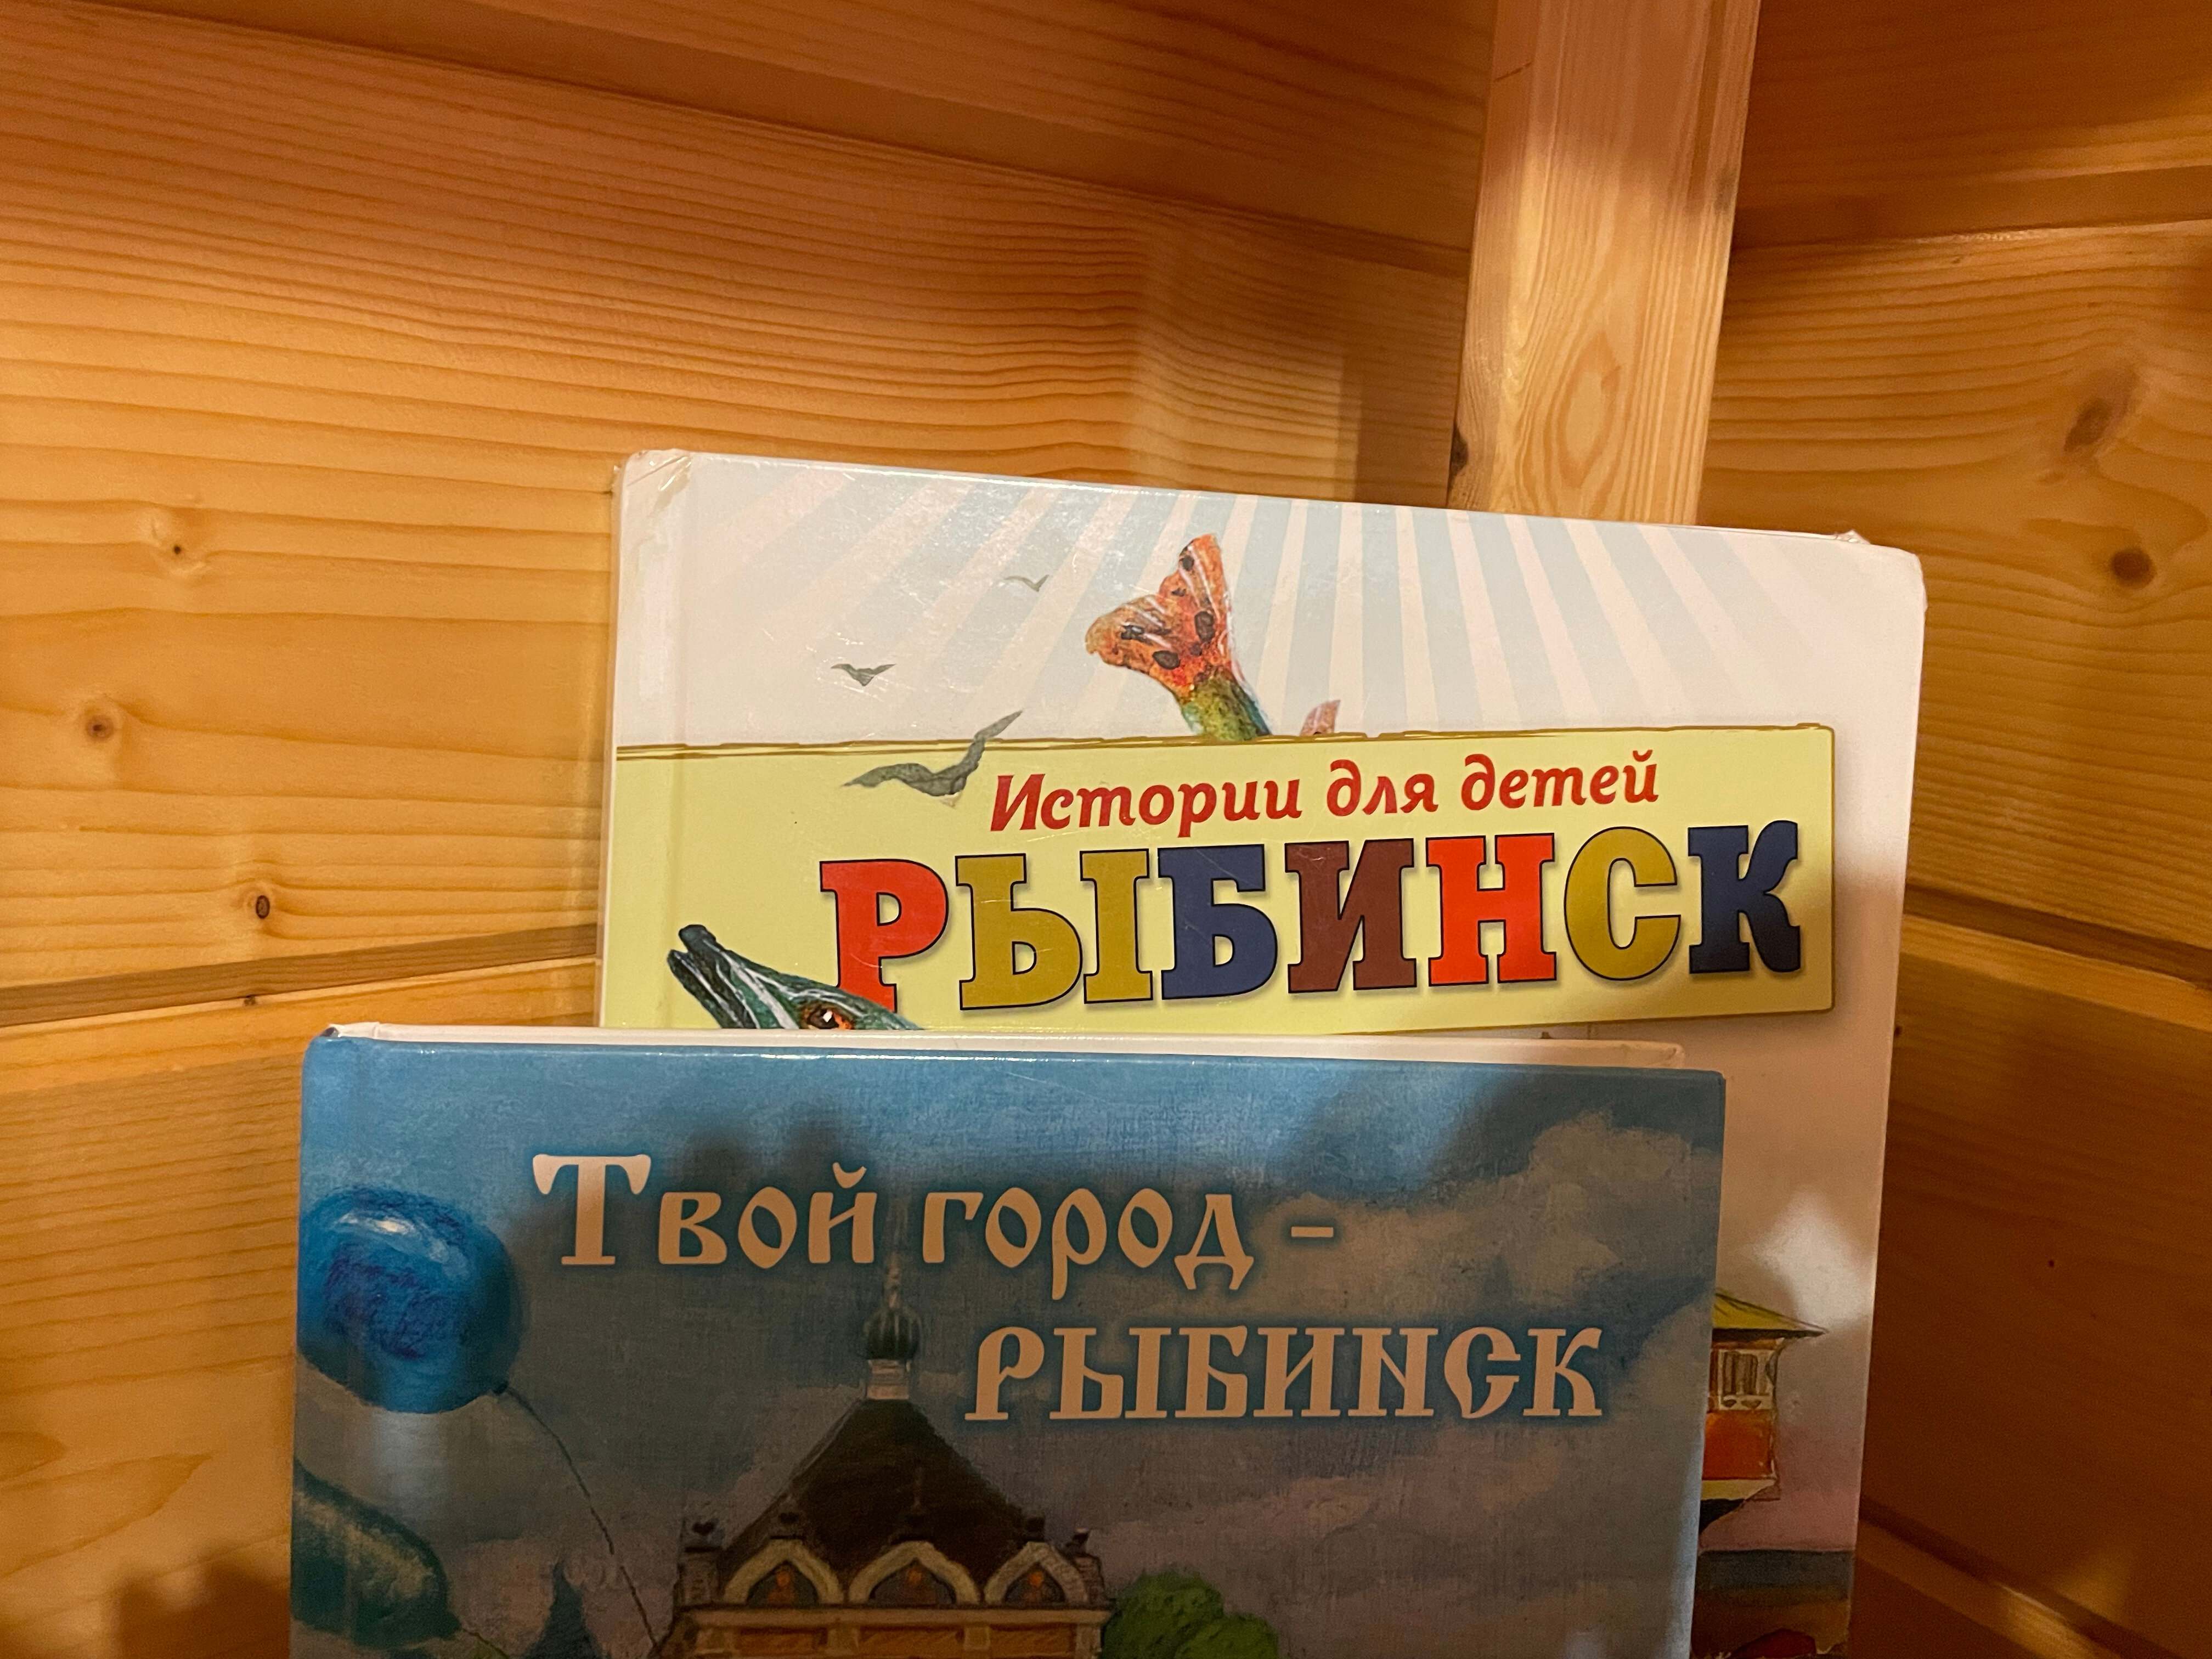 Истории для детей
РЫБИНСК
Твой город -
РЫБИНСК